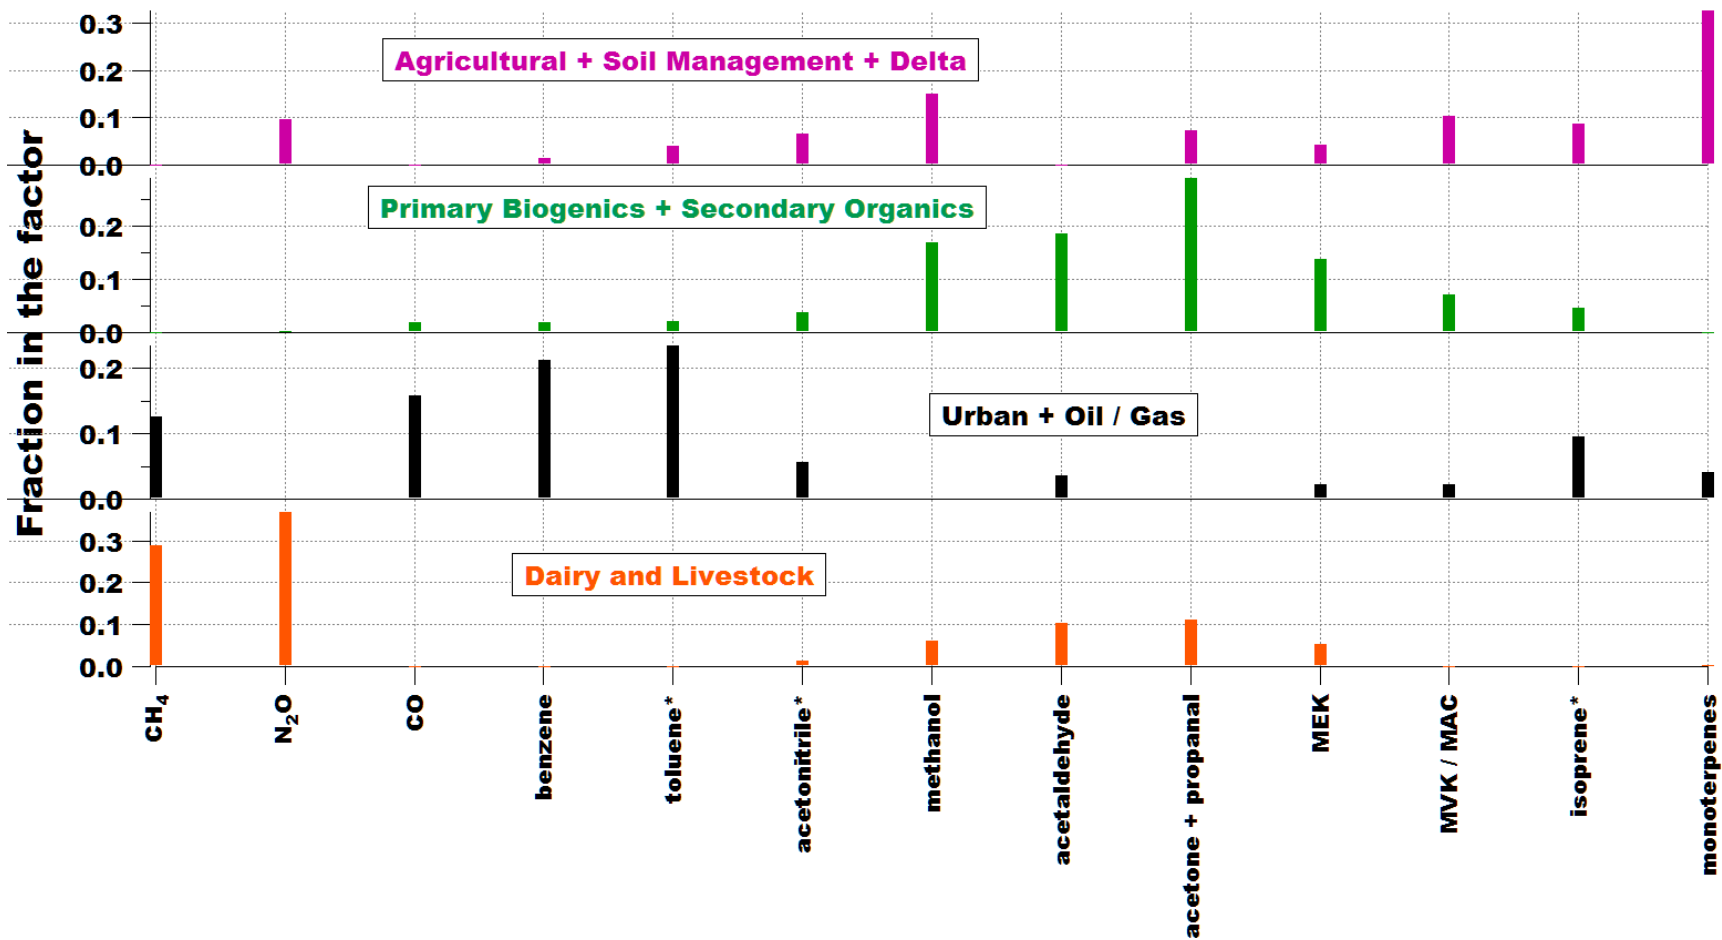 Fraction in the factor
0.3
0.2
0.1
0.0
Agricultural + Soil Management + Delta
0.2
0.1
0.0
Primary Biogenics + Secondary Organics
0.2
0.1
0.0
Urban + Oil / Gas
0.3
0.2
0.1
0.0
Dairy and Livestock
CH₄
N₂O
CO
benzene
toluene*
acetonitrile*
methanol
acetaldehyde
acetone + propanal
MEK
MVK / MAC
isoprene*
monoterpenes